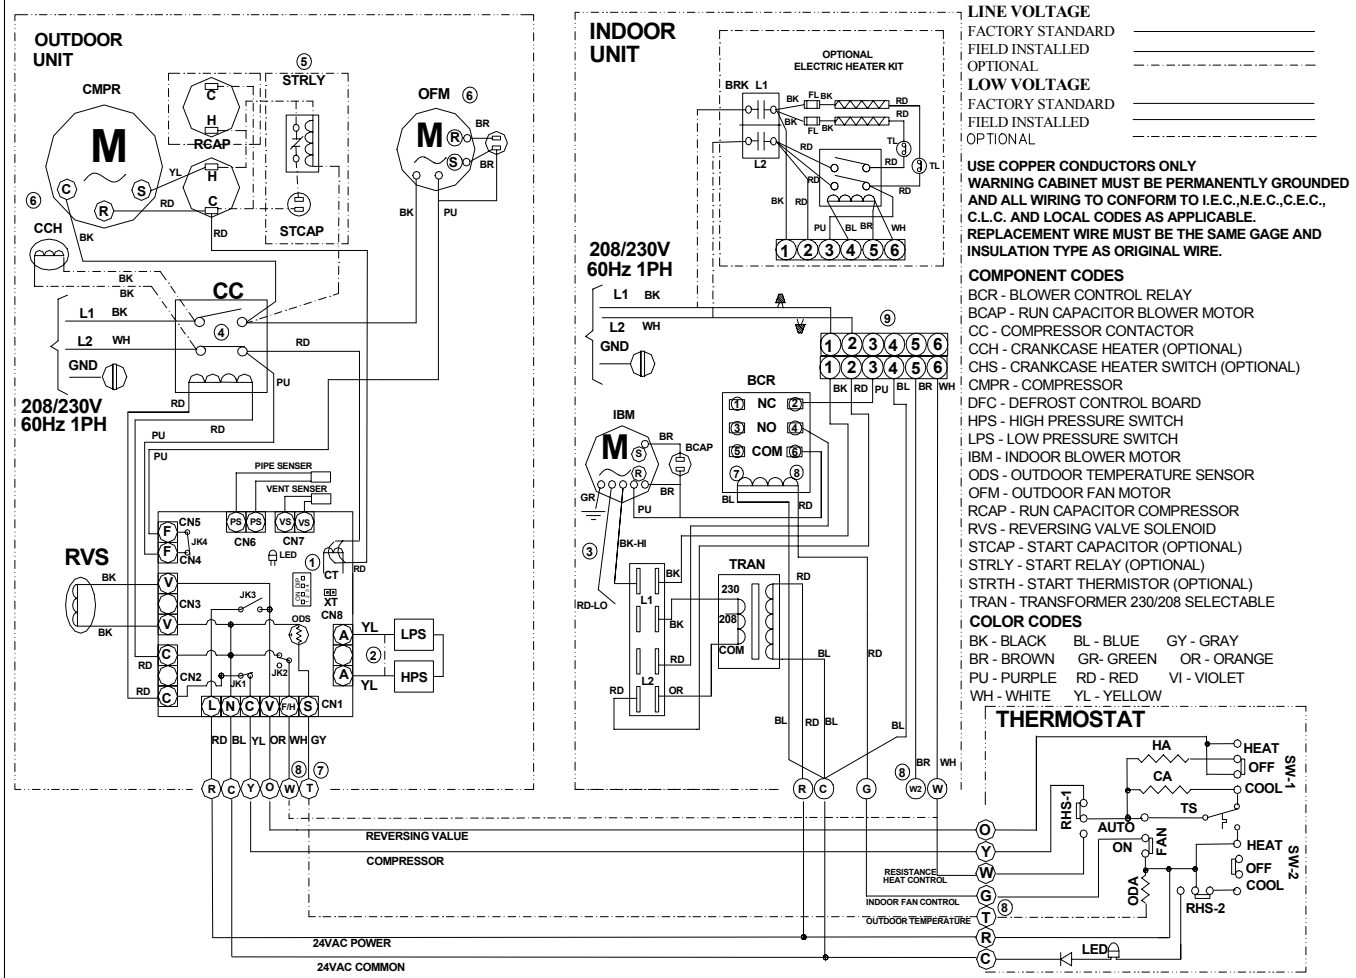 OUTDOOR
UNIT
CMPR
M
C
S
R
6
CCH
C
H
RCAP
H
C
YL
RD
RD
5
STRLY
STCAP
OFM
6
M
R
S
BR
BR
BK
PU
BK
BK
BK
CC
4
L1 BK
L2 WH
GND
208/230V
60Hz 1PH
RD
RD
RD
PU
PU
PU
PIPE SENSER
VENT SENSER
PS PS
VS VS
CN6
CN7
CN5
F
F
CN4
JK4
LED
1
CT
RD
RVS
BK
BK
V
CN3
V
JK3
ON DIP
XT
CN8
ODS
A
A
YL
YL
2
LPS
HPS
C
CN2
C
RD
RD
JK1
JK2
L N C V F/H S CN1
RD BL YL OR WH GY
8 7
R C Y O W T
REVERSING VALUE
COMPRESSOR
24VAC POWER
24VAC COMMON
INDOOR
UNIT
OPTIONAL
ELECTRIC HEATER KIT
BRK L1
L2
BK FL BK RD
BK FL BK RD
RD
RD
TL
TL
RD
RD
BK
RD
PU BL BR WH
1 2 3 4 5 6
208/230V
60Hz 1PH
L1 BK
L2 WH
GND
9
1 2 3 4 5 6
1 2 3 4 5 6
BK RD PU BL BR WH
BCR
1 NC 2
3 NO 4
5 COM 6
7 8
BL
RD
IBM
M
S
R
BR
BCAP
BR
GR
PU
3
BK-HI
RD-LO
BK
L1
BK
RD
L2
RD
OR
TRAN
230
208
COM
RD
BL
RD
BL RD BL
BL
BR WH
8
R C G W2 W
RESISTANCE
HEAT CONTROL
INDOOR FAN CONTROL
OUTDOOR TEMPERATURE
LINE VOLTAGE
FACTORY STANDARD
FIELD INSTALLED
OPTIONAL
LOW VOLTAGE
FACTORY STANDARD
FIELD INSTALLED
OPTIONAL
USE COPPER CONDUCTORS ONLY
WARNING CABINET MUST BE PERMANENTLY GROUNDED
AND ALL WIRING TO CONFORM TO I.E.C.,N.E.C.,C.E.C.,
C.L.C. AND LOCAL CODES AS APPLICABLE.
REPLACEMENT WIRE MUST BE THE SAME GAGE AND
INSULATION TYPE AS ORIGINAL WIRE.
COMPONENT CODES
BCR - BLOWER CONTROL RELAY
BCAP - RUN CAPACITOR BLOWER MOTOR
CC - COMPRESSOR CONTACTOR
CCH - CRANKCASE HEATER (OPTIONAL)
CHS - CRANKCASE HEATER SWITCH (OPTIONAL)
CMPR - COMPRESSOR
DFC - DEFROST CONTROL BOARD
HPS - HIGH PRESSURE SWITCH
LPS - LOW PRESSURE SWITCH
IBM - INDOOR BLOWER MOTOR
ODS - OUTDOOR TEMPERATURE SENSOR
OFM - OUTDOOR FAN MOTOR
RCAP - RUN CAPACITOR COMPRESSOR
RVS - REVERSING VALVE SOLENOID
STCAP - START CAPACITOR (OPTIONAL)
STRLY - START RELAY (OPTIONAL)
STRTH - START THERMISTOR (OPTIONAL)
TRAN - TRANSFORMER 230/208 SELECTABLE
COLOR CODES
BK - BLACK BL - BLUE GY - GRAY
BR - BROWN GR- GREEN OR - ORANGE
PU - PURPLE RD - RED VI - VIOLET
WH - WHITE YL - YELLOW
THERMOSTAT
HA
CA
HEAT
OFF
COOL
SW-1
RHS-1
AUTO
ON
FAN
TS
ODA
HEAT
OFF
COOL
SW-2
RHS-2
LED
O
Y
W
G
T 8
R
C